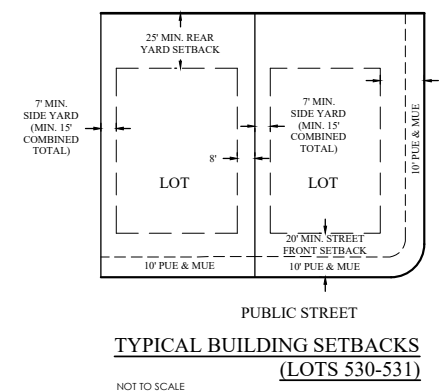 25' MIN. REAR
YARD SETBACK
7' MIN.
SIDE YARD
(MIN. 15'
COMBINED
TOTAL)
7' MIN.
SIDE YARD
(MIN. 15'
COMBINED
TOTAL)
8'
LOT
LOT
10' PUE & MUE
20' MIN. STREET
FRONT SETBACK
10' PUE & MUE
10' PUE & MUE
PUBLIC STREET
TYPICAL BUILDING SETBACKS
(LOTS 530-531)
NOT TO SCALE